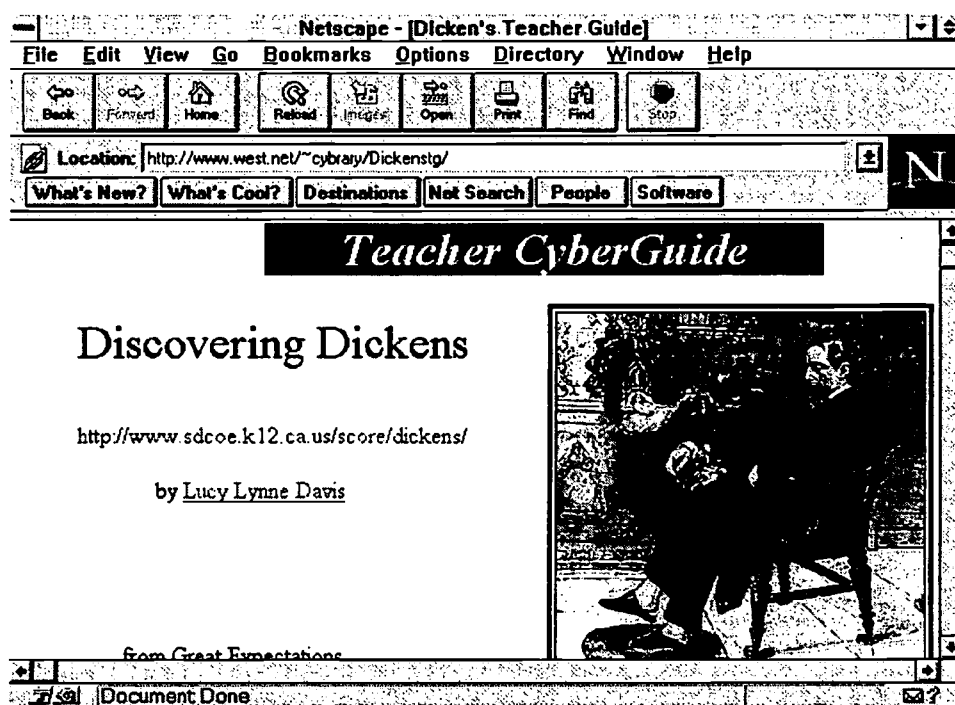 Netscape - [Dicken's Teacher Guide]
File Edit View Go Bookmarks Options Directory Window Help
Back Forward Home Reload Images Open Print Find Stop
Location: http://www.west.net/~cybrary/Dickenstg/
N
What's New? What's Cool? Destinations Net Search People Software
Teacher CyberGuide
Discovering Dickens
http://www.sdcoe.k12.ca.us/score/dickens/
by Lucy Lynne Davis
from Great Expectations
Document Done
?